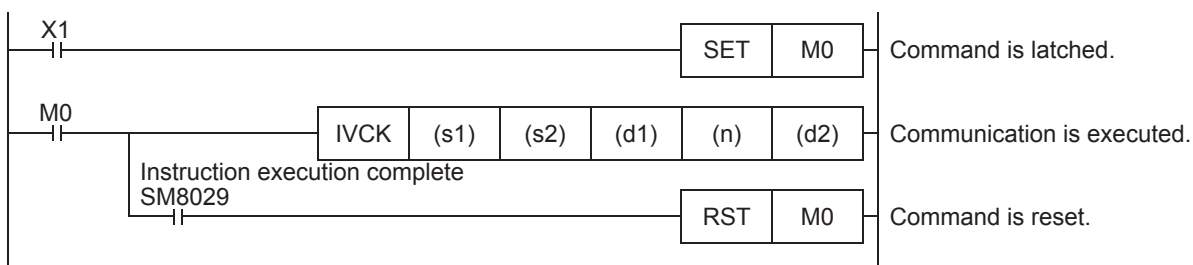 X1
SET M0 Command is latched.
M0
IVCK (s1) (s2) (d1) (n) (d2) Communication is executed.
Instruction execution complete
SM8029
RST M0 Command is reset.